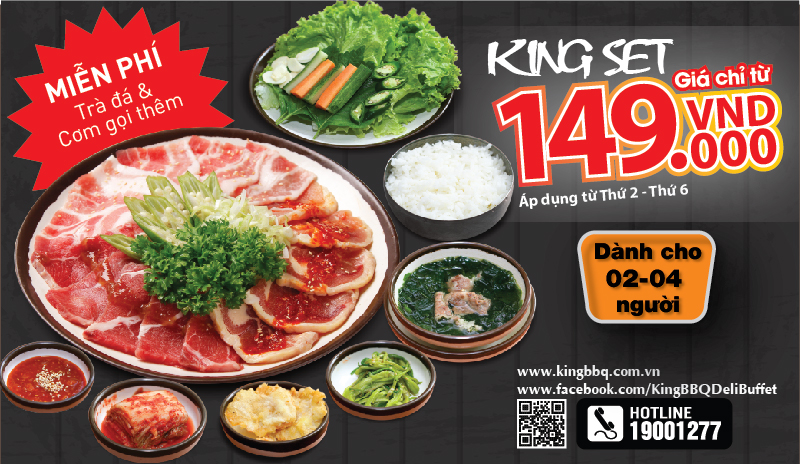 MIỄN PHÍ
Trà đá &
Cơm gọi thêm
KING SET
Giá chỉ từ
149.000 VND
Áp dụng từ Thứ 2 - Thứ 6
Dành cho
02-04
người
www.kingbbq.com.vn
www.facebook.com/KingBBQDeliBuffet
HOTLINE
19001277